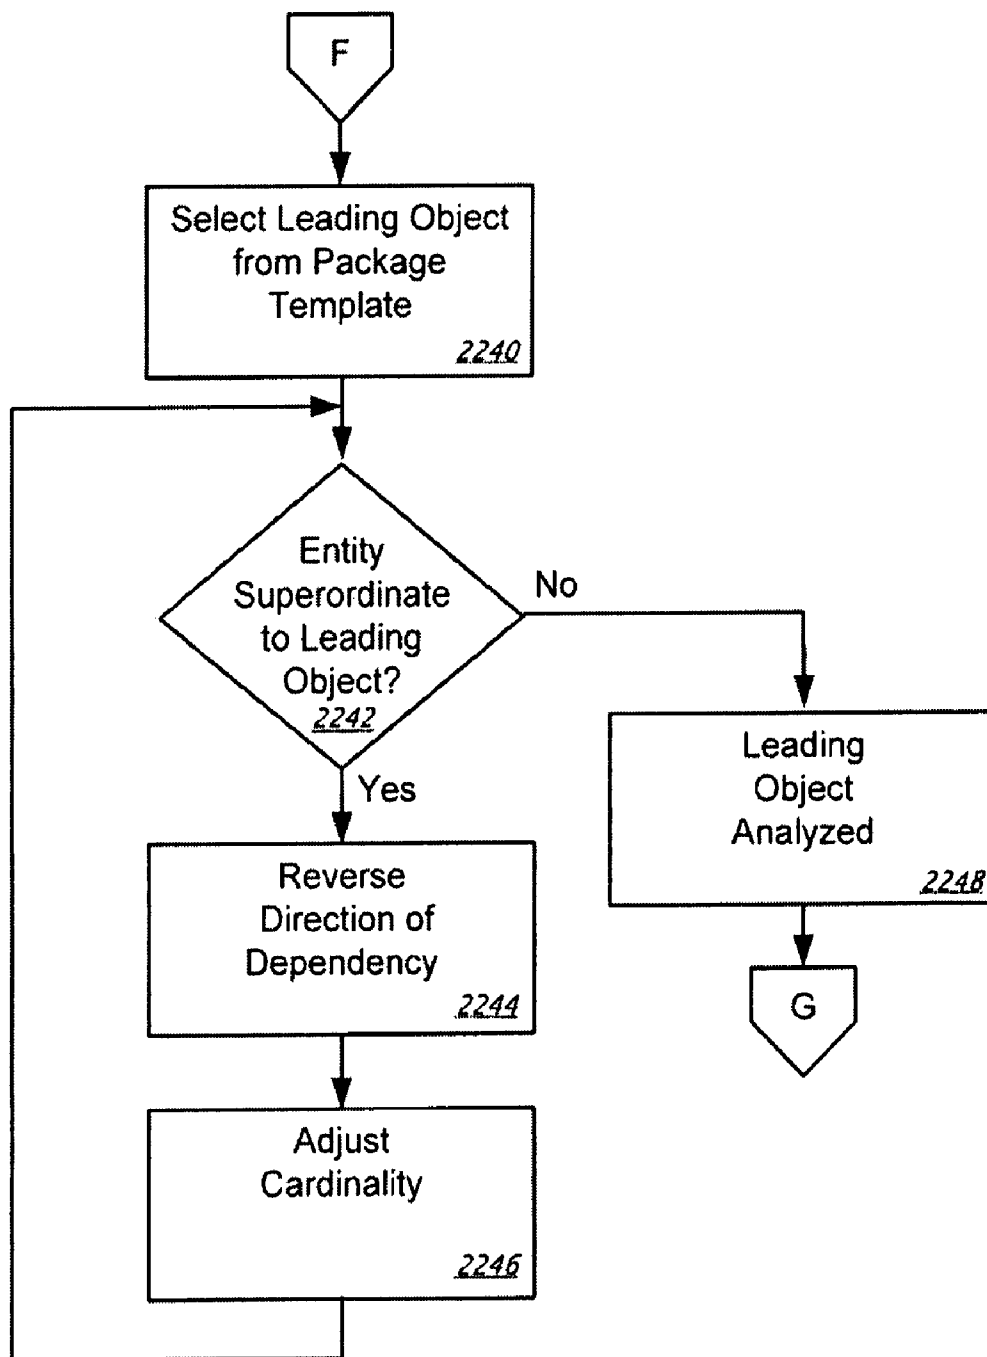 F
Select Leading Object
from Package
Template
2240
Entity
Superordinate
to Leading
Object?
2242
No
Yes
Leading
Object
Analyzed
2248
Reverse
Direction of
Dependency
2244
G
Adjust
Cardinality
2246